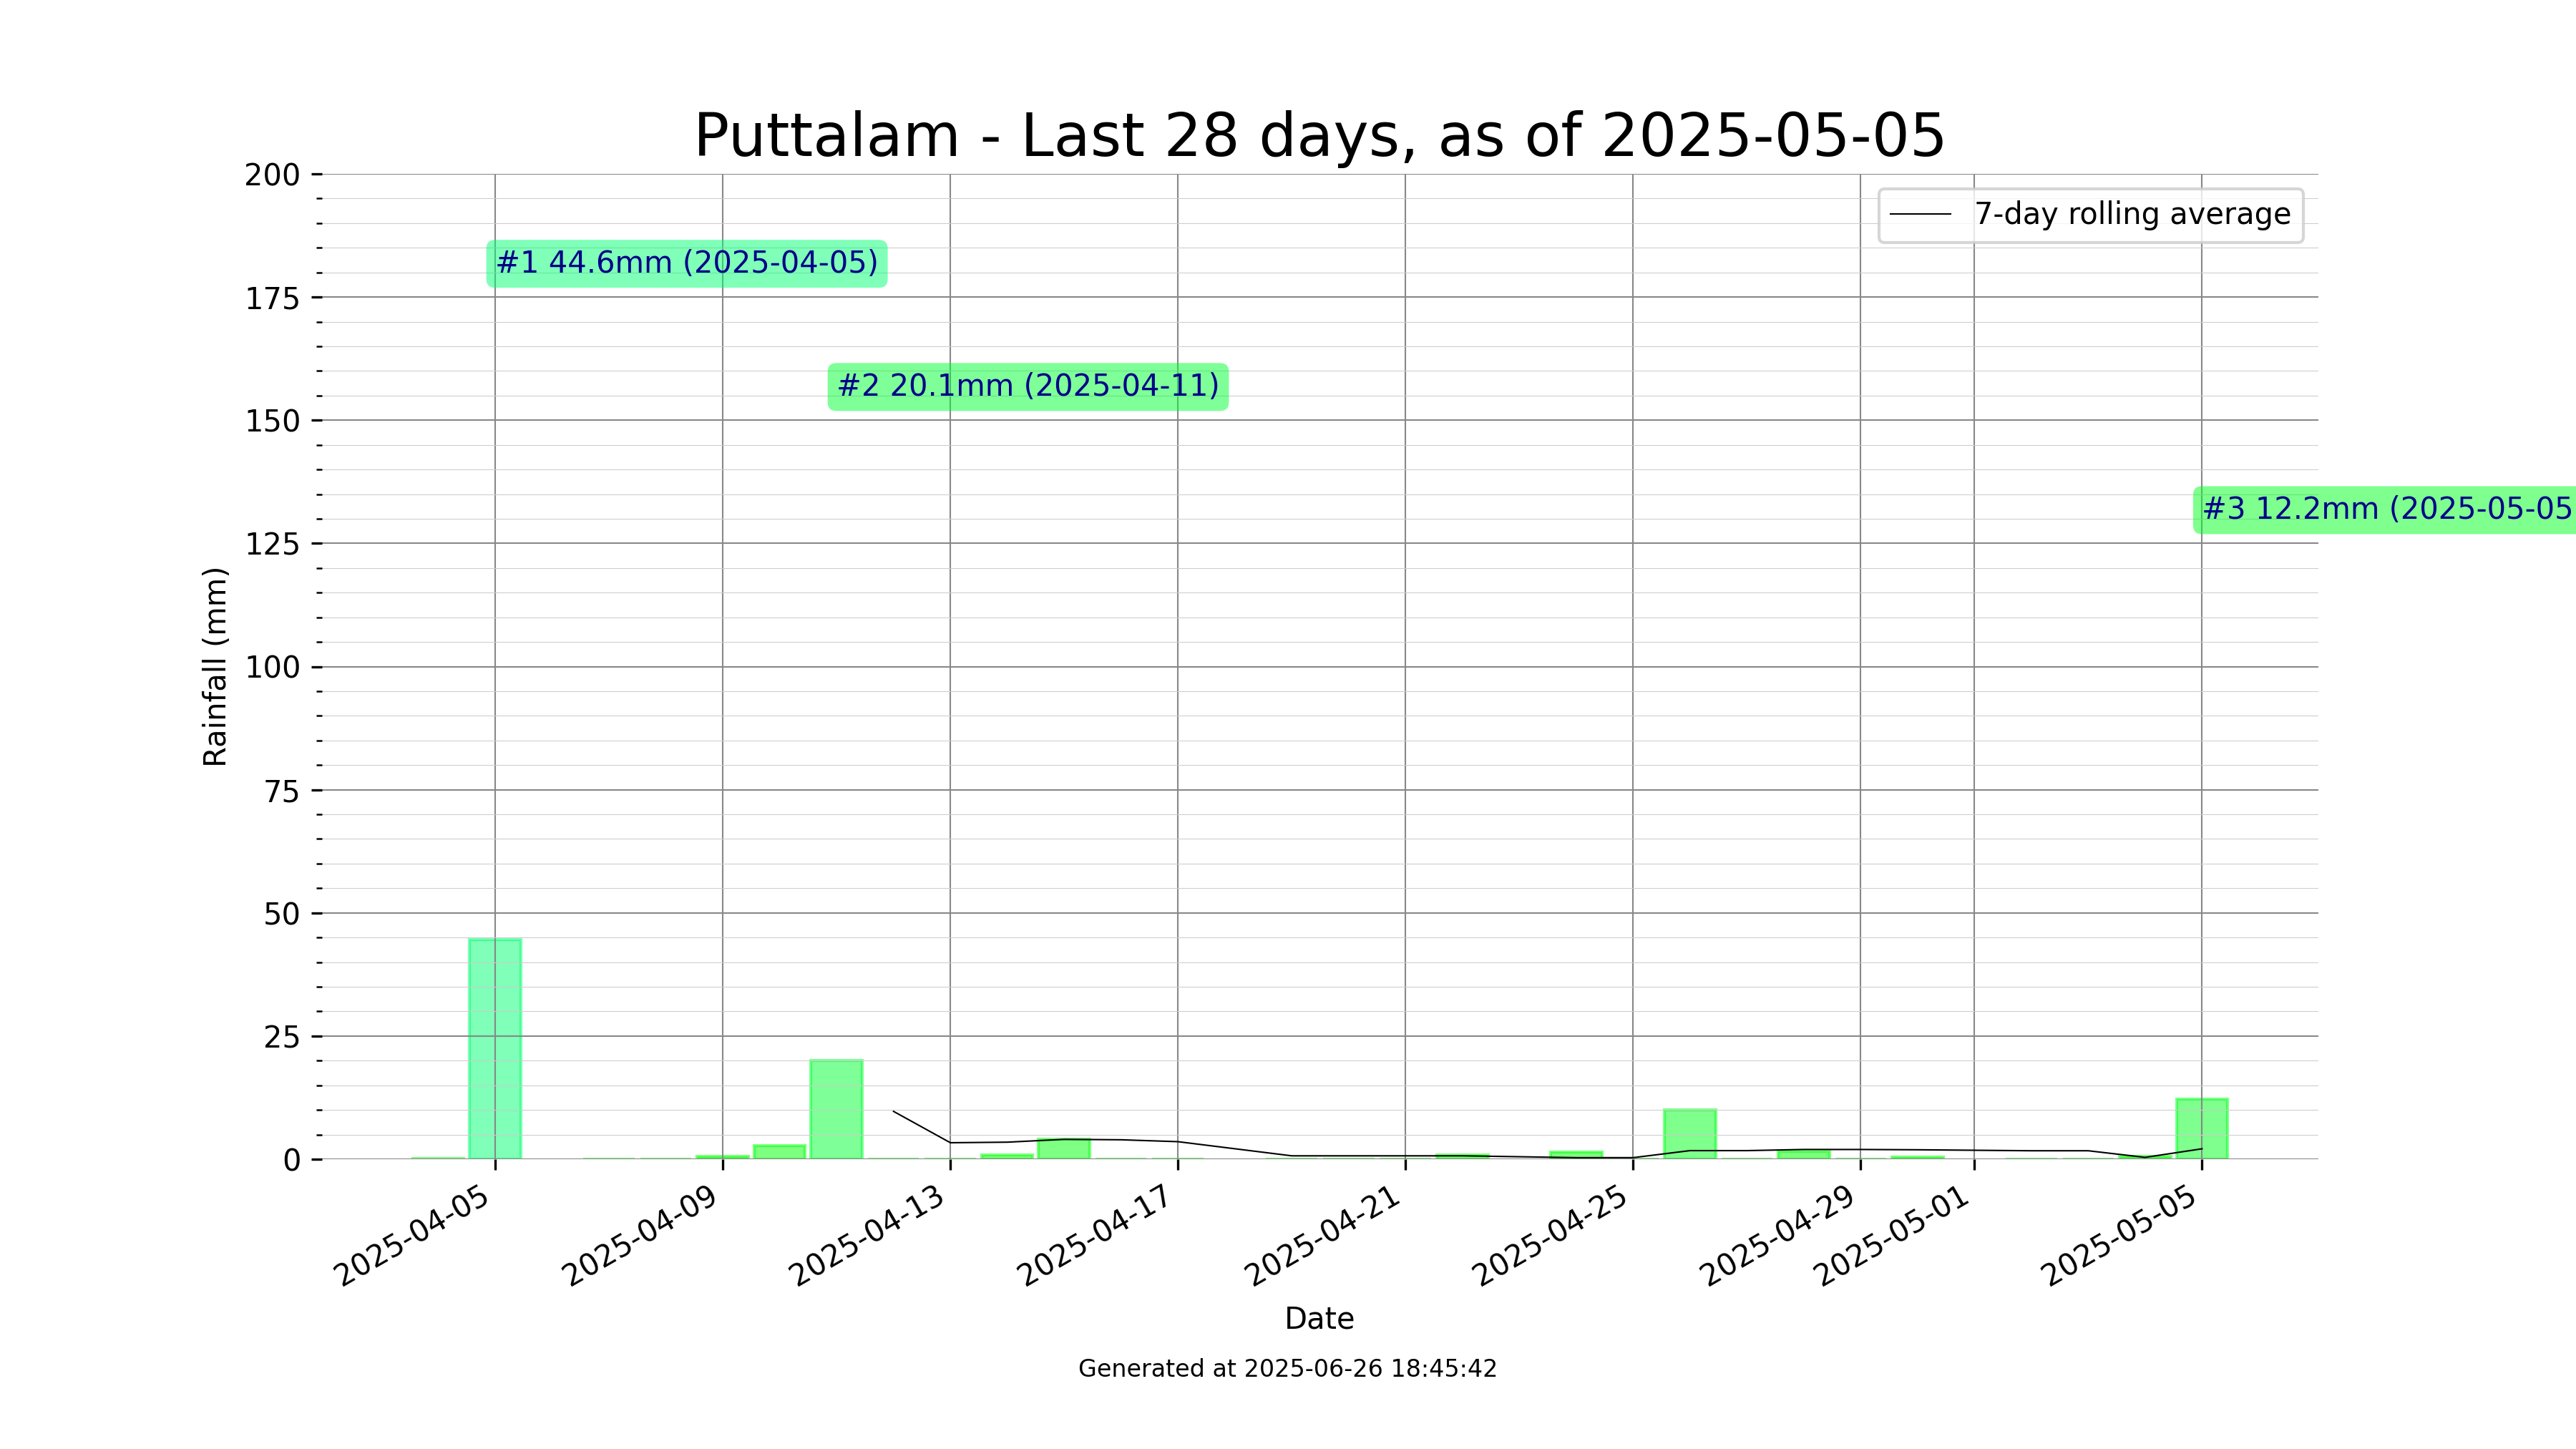 Puttalam - Last 28 days, as of 2025-05-05
200
175
150
125
100
75
50
25
0
Rainfall (mm)
7-day rolling average
#1 44.6mm (2025-04-05)
#2 20.1mm (2025-04-11)
#3 12.2mm (2025-05-05
2025-04-05
2025-04-09
2025-04-13
2025-04-17
2025-04-21
2025-04-25
2025-04-29
2025-05-01
2025-05-05
Date
Generated at 2025-06-26 18:45:42